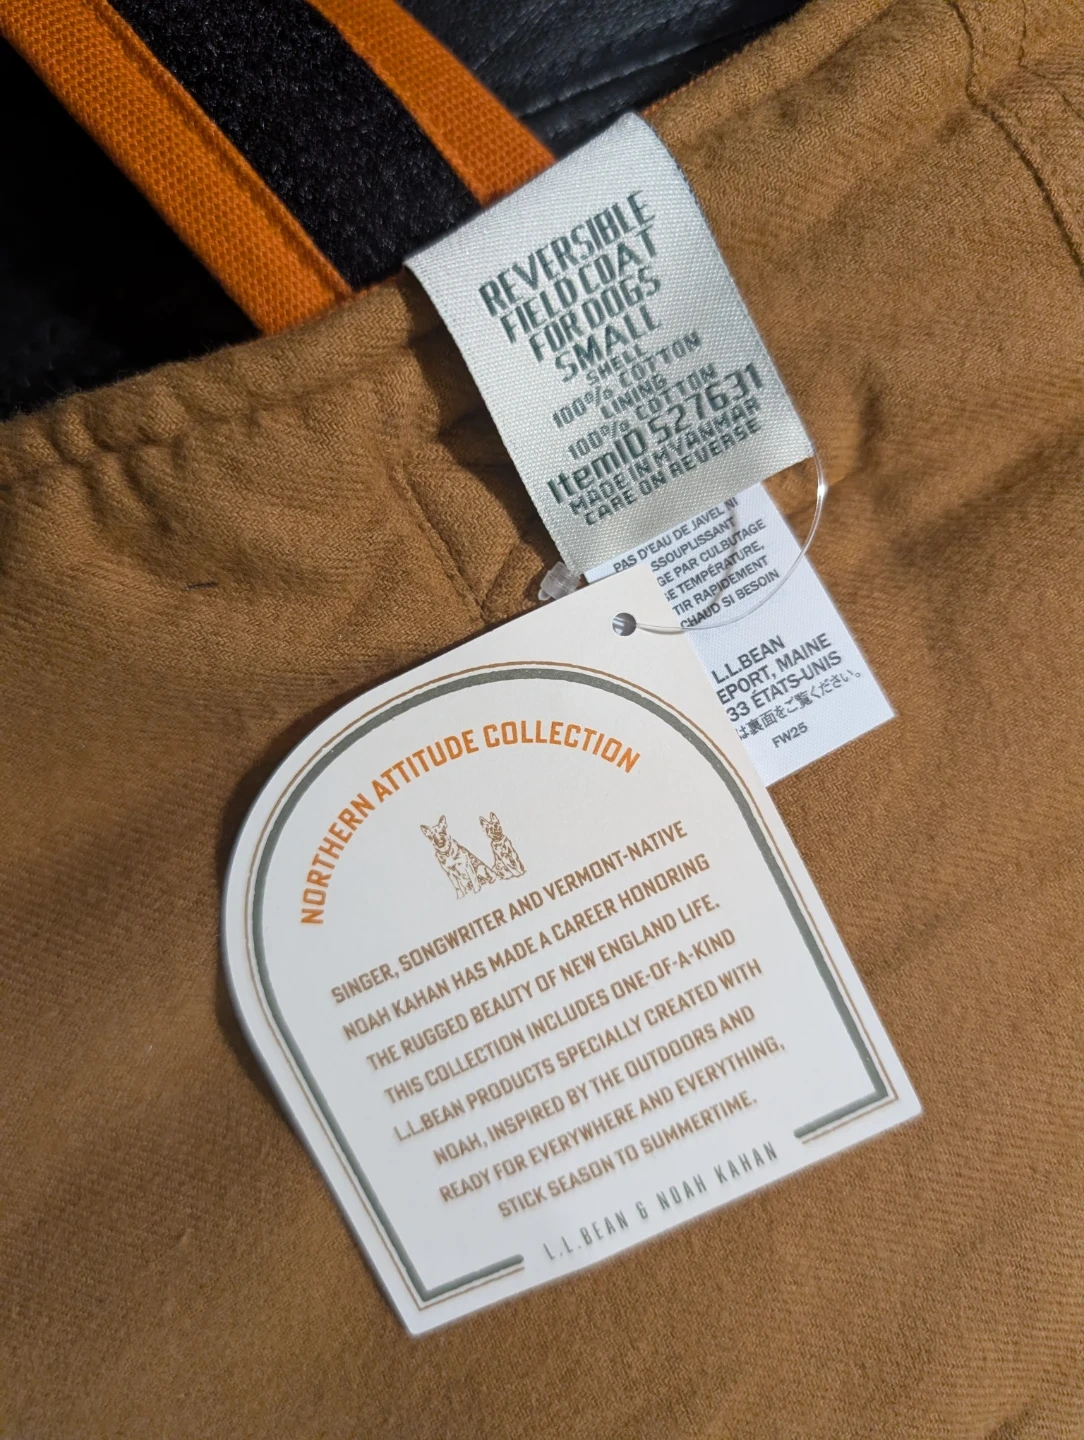 REVERSIBLE
FIELD COAT
FOR DOGS
SMALL
SHELL
100% COTTON
LINING
100% COTTON
ItemID 527631
MADE IN MYANMAR
CARE ON REVERSE
PAS D'EAU DE JAVEL NI
SSOUPLISSANT
GE PAR CULBUTAGE
SE TEMPÉRATURE,
TIR RAPIDEMENT
CHAUD SI BESOIN
L.L.BEAN
EPORT, MAINE
33 ÉTATS-UNIS
は裏面をご覧ください。
FW25
NORTHERN ATTITUDE COLLECTION
SINGER, SONGWRITER AND VERMONT-NATIVE
NOAH KAHAN HAS MADE A CAREER HONORING
THE RUGGED BEAUTY OF NEW ENGLAND LIFE.
THIS COLLECTION INCLUDES ONE-OF-A-KIND
L.L.BEAN PRODUCTS SPECIALLY CREATED WITH
NOAH, INSPIRED BY THE OUTDOORS AND
READY FOR EVERYWHERE AND EVERYTHING,
STICK SEASON TO SUMMERTIME.
L.L.BEAN & NOAH KAHAN